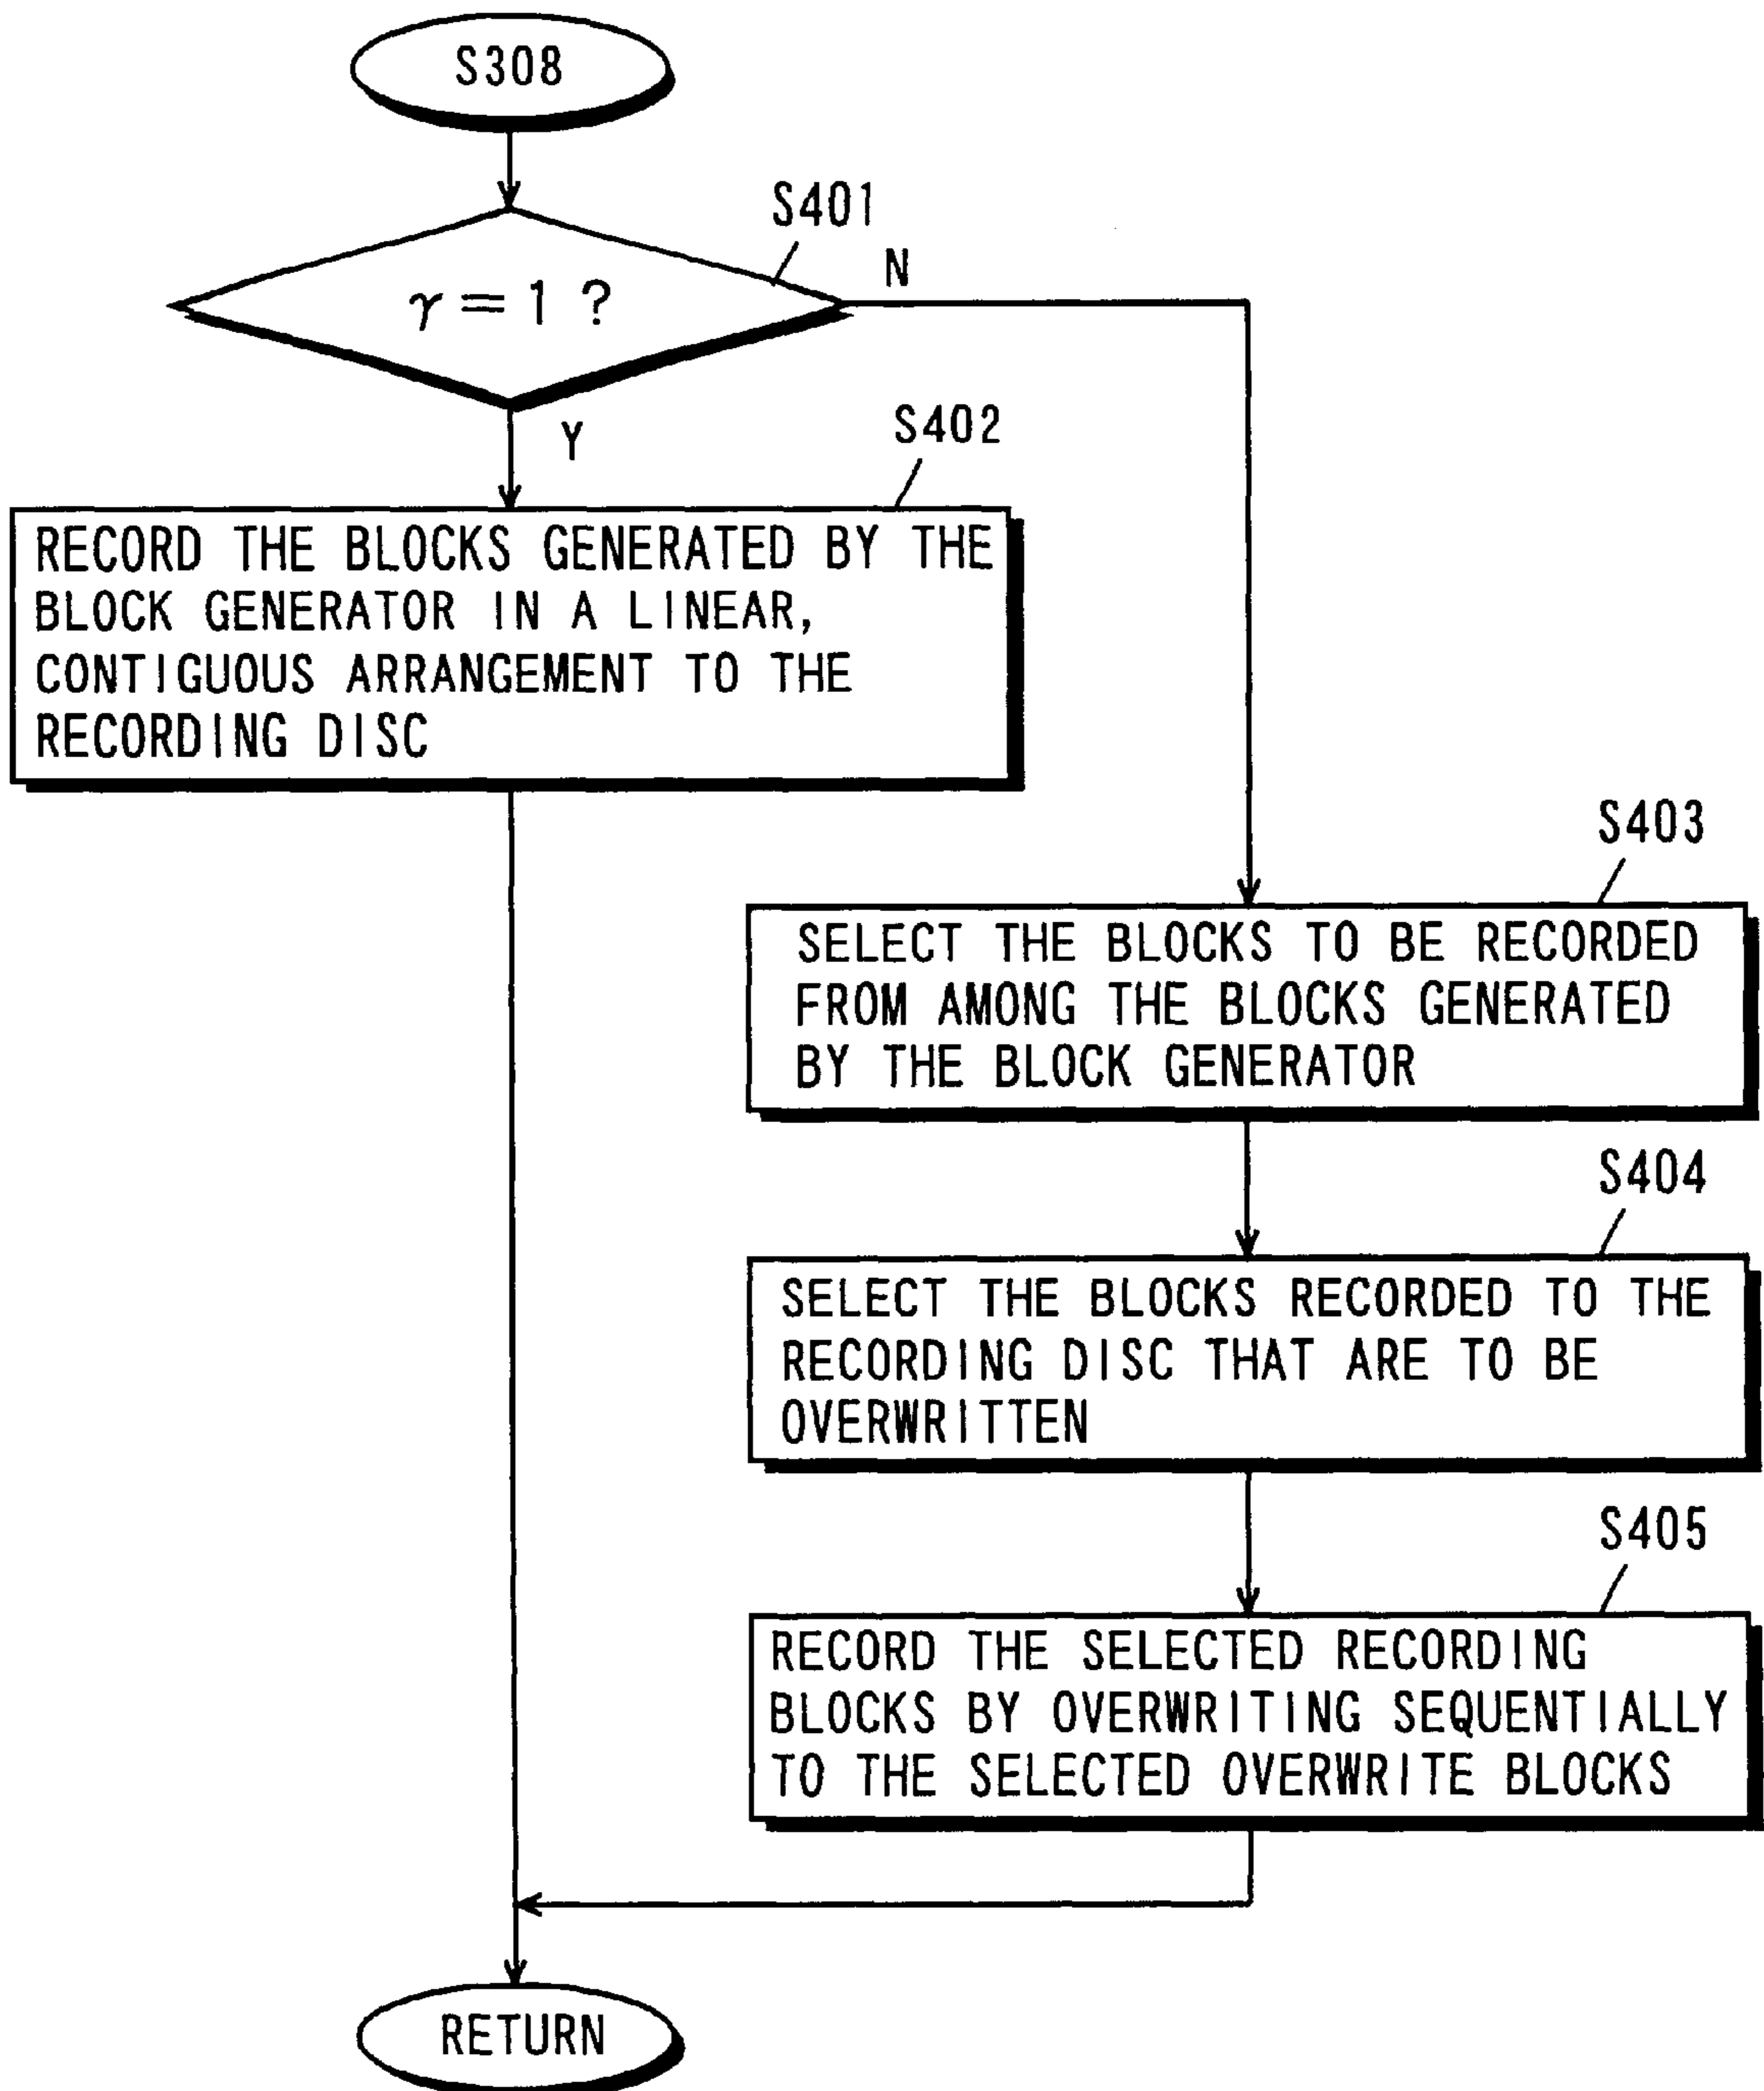 S308
S401
γ = 1 ?
N
Y
S402
RECORD THE BLOCKS GENERATED BY THE
BLOCK GENERATOR IN A LINEAR,
CONTIGUOUS ARRANGEMENT TO THE
RECORDING DISC
S403
SELECT THE BLOCKS TO BE RECORDED
FROM AMONG THE BLOCKS GENERATED
BY THE BLOCK GENERATOR
S404
SELECT THE BLOCKS RECORDED TO THE
RECORDING DISC THAT ARE TO BE
OVERWRITTEN
S405
RECORD THE SELECTED RECORDING
BLOCKS BY OVERWRITING SEQUENTIALLY
TO THE SELECTED OVERWRITE BLOCKS
RETURN